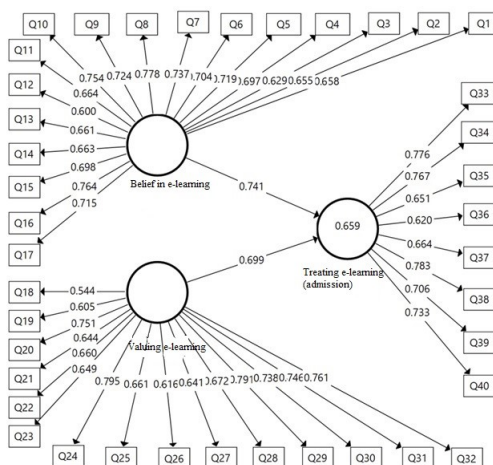 Q10 Q9 Q8 Q7 Q6 Q5 Q4 Q3 Q2 Q1
Q11
Q12
Q13
Q14
Q15
Q16
Q17
0.754 0.724 0.778 0.737 0.704 0.719 0.697 0.629 0.655 0.658
0.664
0.600
0.661
0.663
0.698
0.764
0.715
Belief in e-learning
0.741
Q33
Q34
Q35
Q36
Q37
Q38
Q39
Q40
0.776
0.767
0.651
0.620
0.664
0.783
0.706
0.733
0.659
Treating e-learning
(admission)
0.699
Q18
Q19
Q20
Q21
Q22
Q23
0.544
0.605
0.751
0.644
0.660
0.649
Valuing e-learning
0.795 0.661 0.616 0.641 0.672 0.791 0.738 0.746 0.761
Q24 Q25 Q26 Q27 Q28 Q29 Q30 Q31 Q32